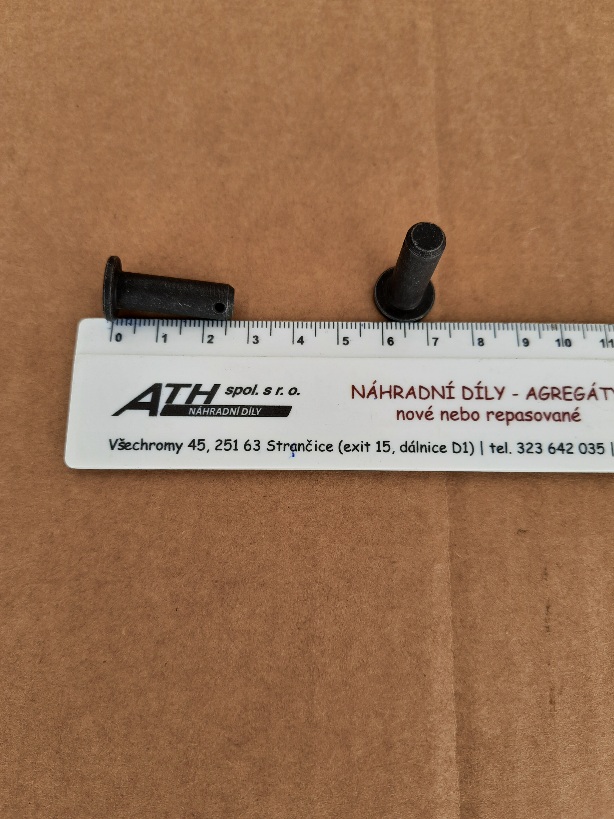 0 1 2 3 4 5 6 7 8 9 10 11
ATH spol. s r. o.
NÁHRADNÍ DÍLY
NÁHRADNÍ DÍLY - AGREGÁTY
nové nebo repasované
Všechromy 45, 251 63 Strančice (exit 15, dálnice D1) | tel. 323 642 035 |